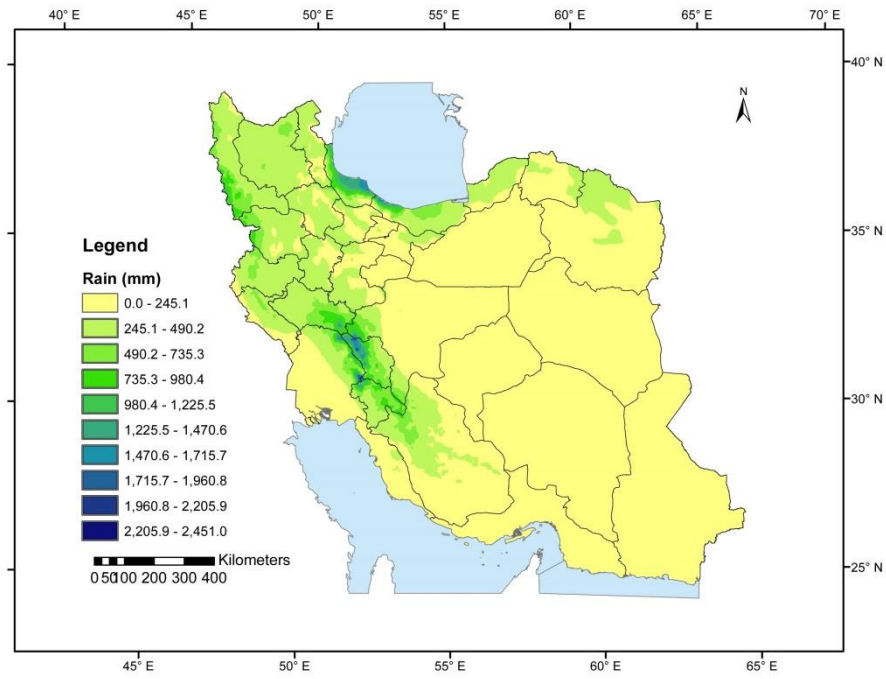 40° E 45° E 50° E 55° E 60° E 65° E 70° E
40° N
N
35° N
Legend
Rain (mm)
0.0 - 245.1
245.1 - 490.2
490.2 - 735.3
735.3 - 980.4
980.4 - 1,225.5
1,225.5 - 1,470.6
1,470.6 - 1,715.7
1,715.7 - 1,960.8
1,960.8 - 2,205.9
2,205.9 - 2,451.0
30° N
Kilometers
0 50 100 200 300 400
25° N
45° E 50° E 55° E 60° E 65° E